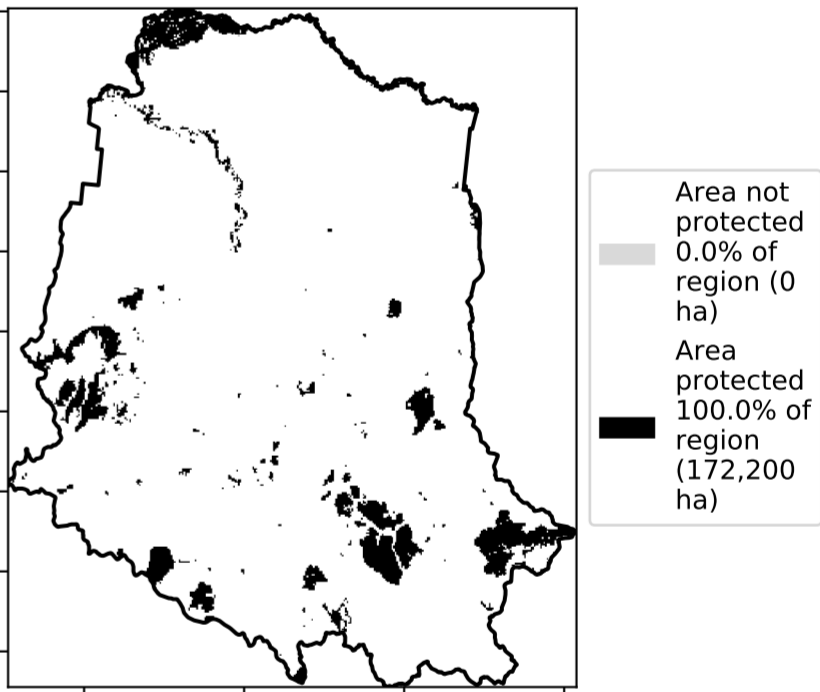 Area not
protected
0.0% of
region (0
ha)
Area
protected
100.0% of
region
(172,200
ha)